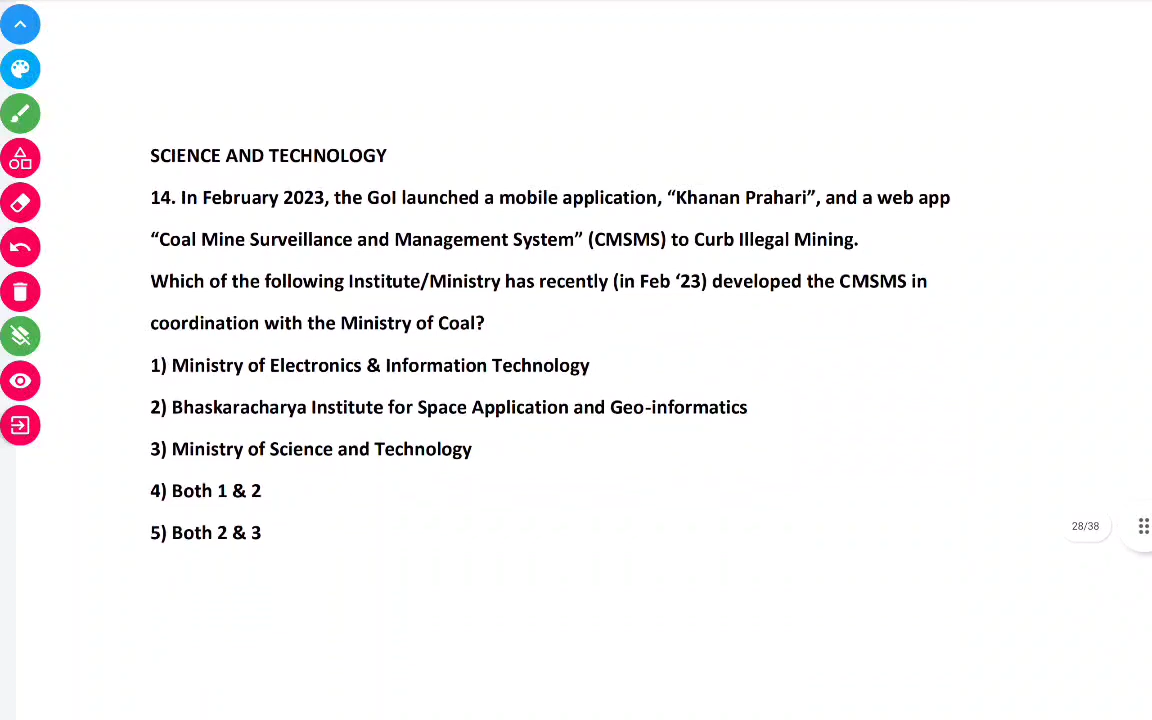 SCIENCE AND TECHNOLOGY
14. In February 2023, the GoI launched a mobile application, “Khanan Prahari”, and a web app
“Coal Mine Surveillance and Management System” (CMSMS) to Curb Illegal Mining.
Which of the following Institute/Ministry has recently (in Feb ‘23) developed the CMSMS in
coordination with the Ministry of Coal?
1) Ministry of Electronics & Information Technology
2) Bhaskaracharya Institute for Space Application and Geo-informatics
3) Ministry of Science and Technology
4) Both 1 & 2
5) Both 2 & 3
28/38